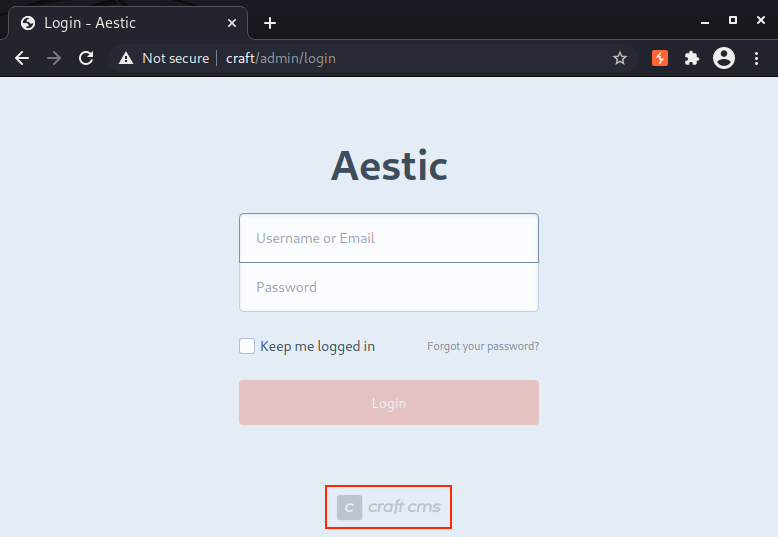 Login - Aestic
Not secure craft/admin/login
Aestic
Username or Email
Password
Keep me logged in Forgot your password?
Login
c craft cms